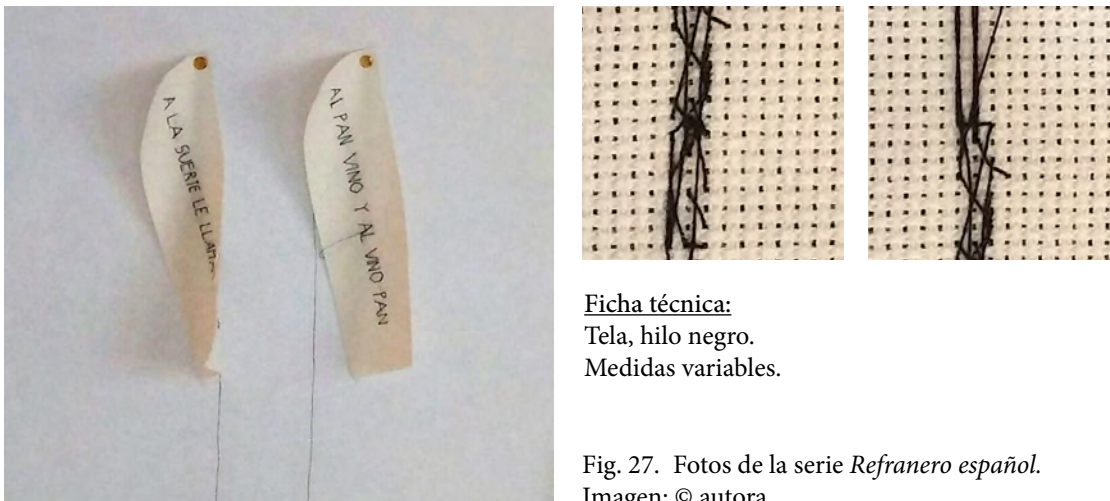 A LA SUERTE LE LLAMA
AL PAN VINO Y AL VINO PAN
Ficha técnica:
Tela, hilo negro.
Medidas variables.
Fig. 27. Fotos de la serie Refranero español.
Imagen: © autora